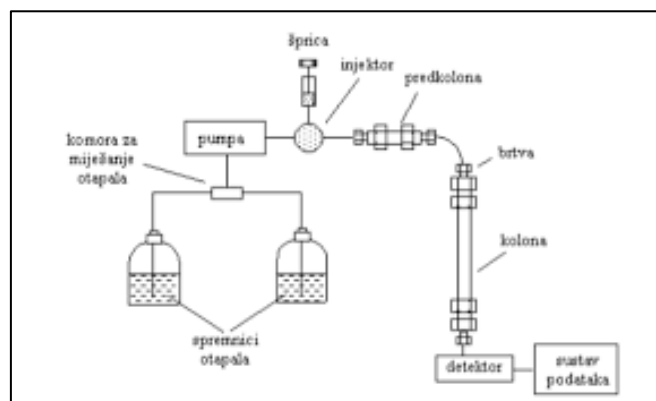 šprica
injektor
predkolona
pumpa
komora za
miješanje
otapala
brtva
kolona
spremnici
otapala
detektor
sustav
podataka